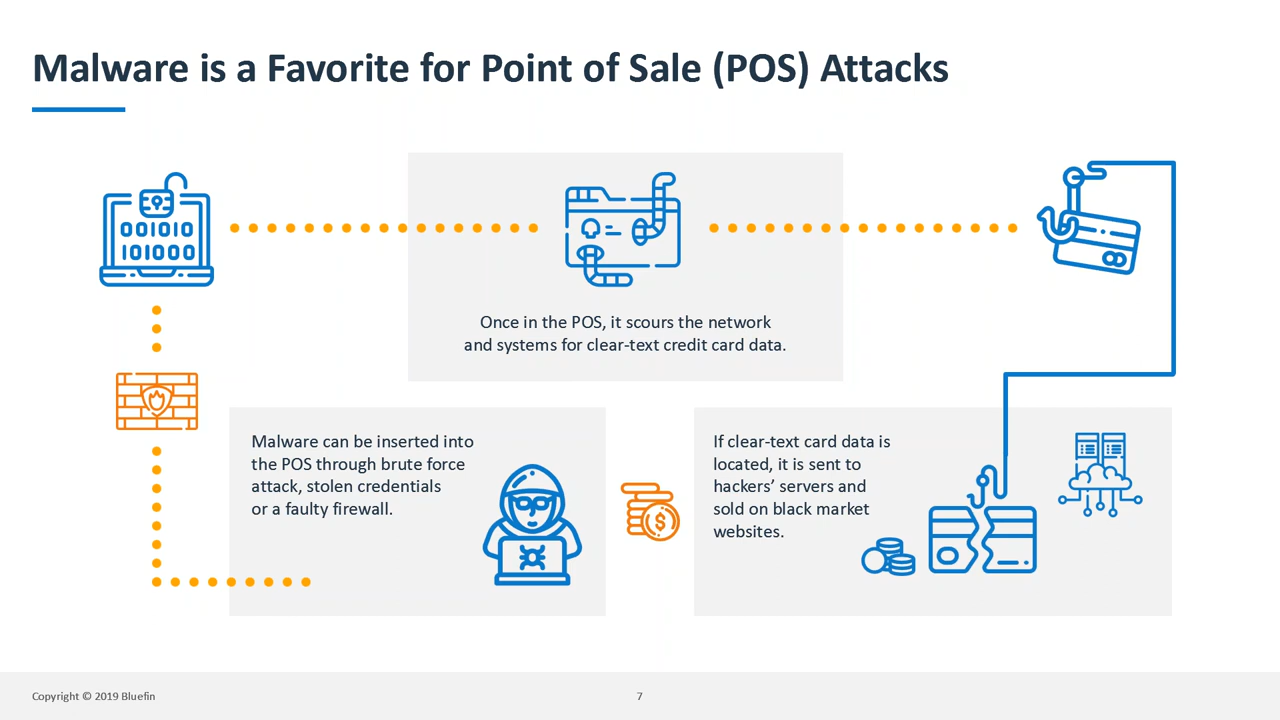 Malware is a Favorite for Point of Sale (POS) Attacks
001010
101000
Once in the POS, it scours the network
and systems for clear-text credit card data.
Malware can be inserted into
the POS through brute force
attack, stolen credentials
or a faulty firewall.
$
If clear-text card data is
located, it is sent to
hackers’ servers and
sold on black market
websites.
Copyright © 2019 Bluefin
7